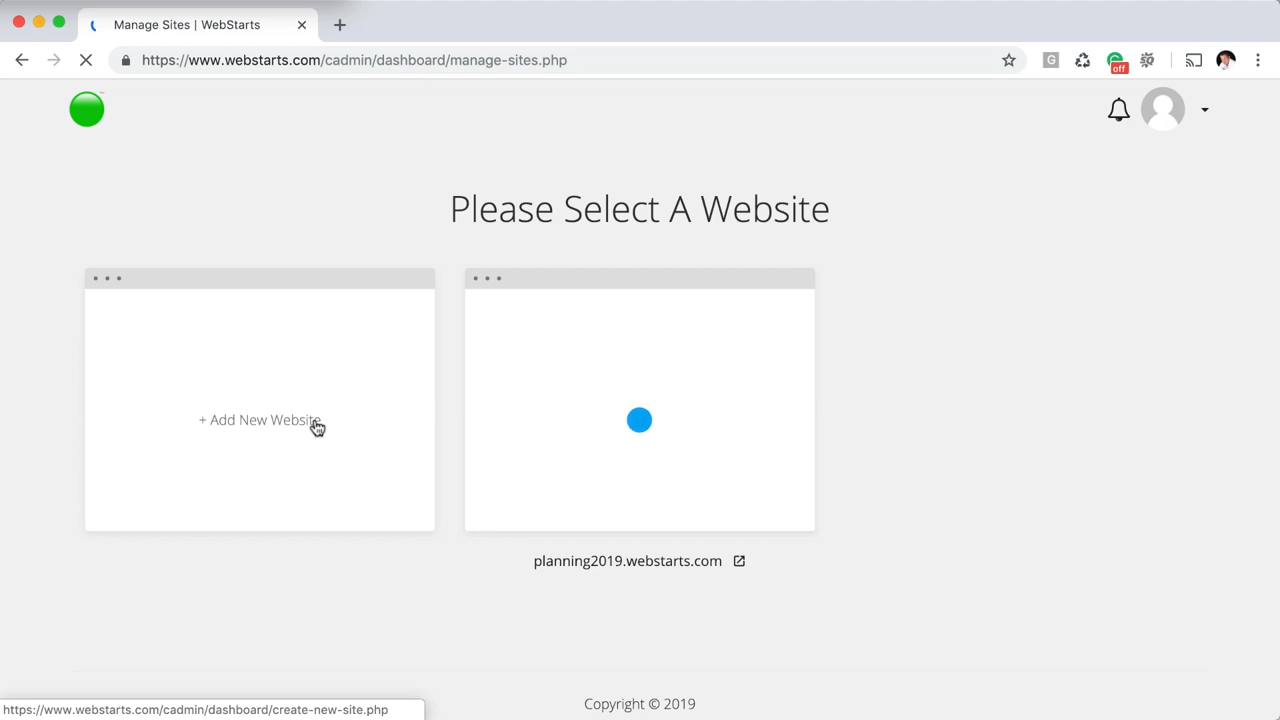 Manage Sites | WebStarts
https://www.webstarts.com/cadmin/dashboard/manage-sites.php
G
off
Please Select A Website
+ Add New Website
planning2019.webstarts.com
Copyright © 2019
https://www.webstarts.com/cadmin/dashboard/create-new-site.php